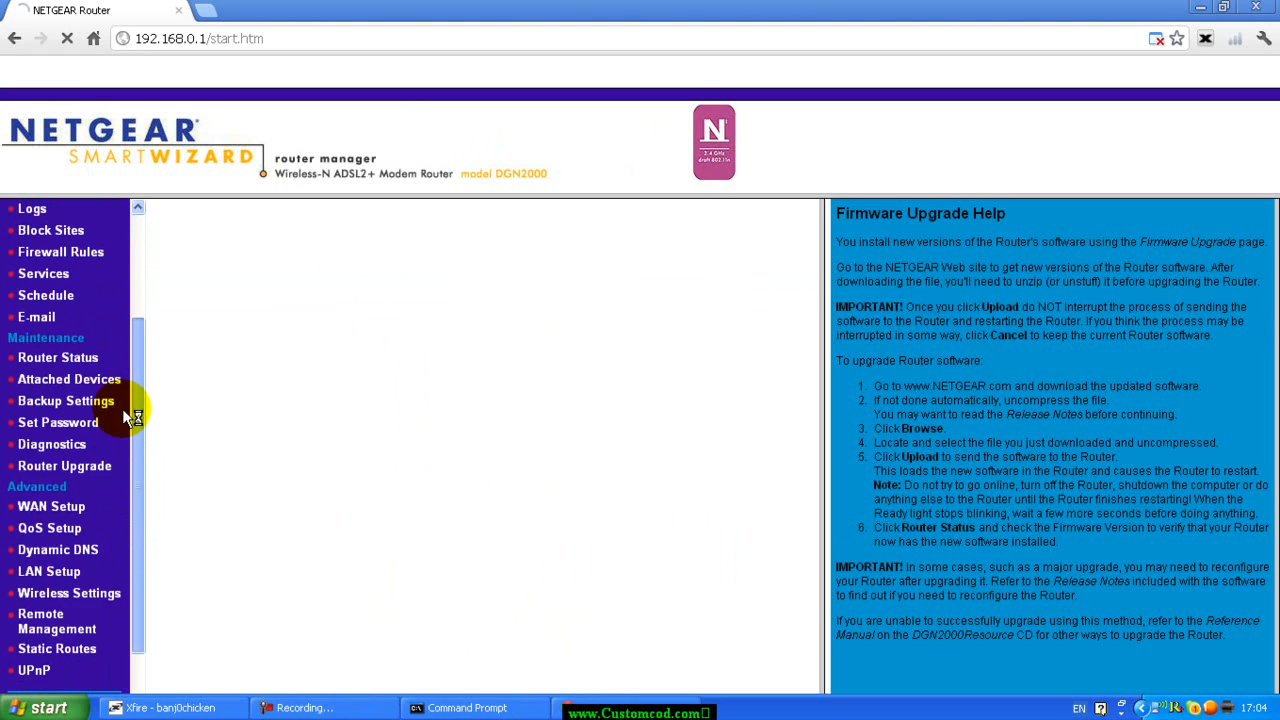 NETGEAR Router
192.168.0.1/start.htm
NETGEAR
SMARTWIZARD
router manager
Wireless-N ADSL2+ Modem Router model DGN2000
N
2.4 GHz
draft 802.11n
Logs
Block Sites
Firewall Rules
Services
Schedule
E-mail
Maintenance
Router Status
Attached Devices
Backup Settings
Set Password
Diagnostics
Router Upgrade
Advanced
WAN Setup
QoS Setup
Dynamic DNS
LAN Setup
Wireless Settings
Remote
Management
Static Routes
UPnP
Firmware Upgrade Help
You install new versions of the Router's software using the Firmware Upgrade page.
Go to the NETGEAR Web site to get new versions of the Router software. After
downloading the file, you'll need to unzip (or unstuff) it before upgrading the Router.
IMPORTANT! Once you click Upload do NOT interrupt the process of sending the
software to the Router and restarting the Router. If you think the process may be
interrupted in some way, click Cancel to keep the current Router software.
To upgrade Router software:
1. Go to www.NETGEAR.com and download the updated software.
2. If not done automatically, uncompress the file.
You may want to read the Release Notes before continuing.
3. Click Browse.
4. Locate and select the file you just downloaded and uncompressed.
5. Click Upload to send the software to the Router.
This loads the new software in the Router and causes the Router to restart.
Note: Do not try to go online, turn off the Router, shutdown the computer or do
anything else to the Router until the Router finishes restarting! When the
Ready light stops blinking, wait a few more seconds before doing anything.
6. Click Router Status and check the Firmware Version to verify that your Router
now has the new software installed.
IMPORTANT! In some cases, such as a major upgrade, you may need to reconfigure
your Router after upgrading it. Refer to the Release Notes included with the software
to find out if you need to reconfigure the Router.
If you are unable to successfully upgrade using this method, refer to the Reference
Manual on the DGN2000Resource CD for other ways to upgrade the Router.
start
Xfire - banj0chicken
Recording...
Command Prompt
www.Customcod.com
EN
17:04